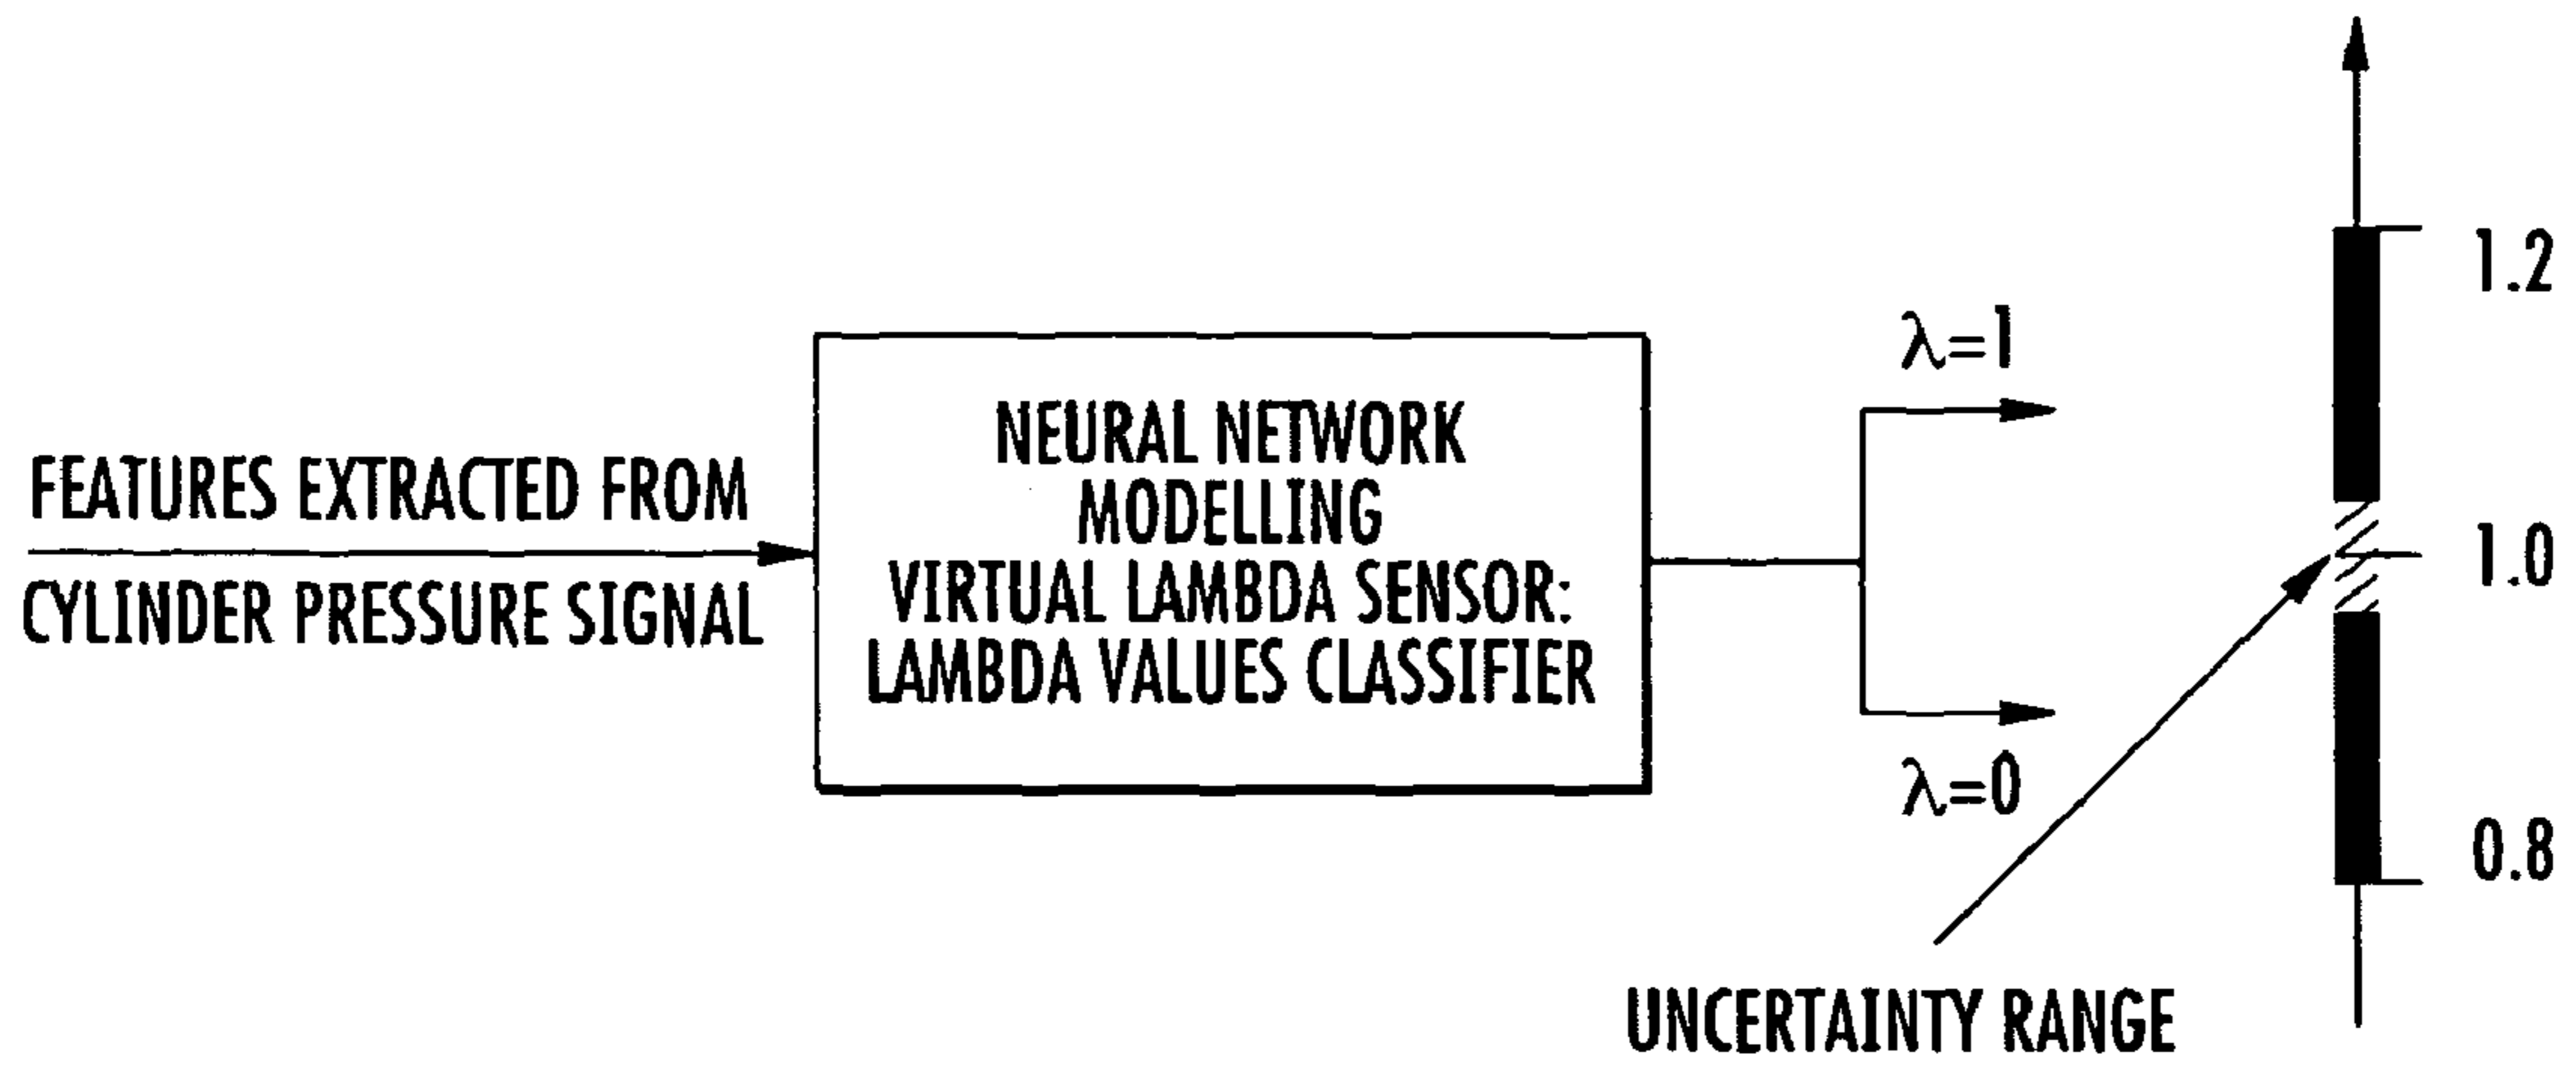 FEATURES EXTRACTED FROM
CYLINDER PRESSURE SIGNAL
NEURAL NETWORK
MODELLING
VIRTUAL LAMBDA SENSOR:
LAMBDA VALUES CLASSIFIER
λ=1
λ=0
UNCERTAINTY RANGE
1.2
1.0
0.8